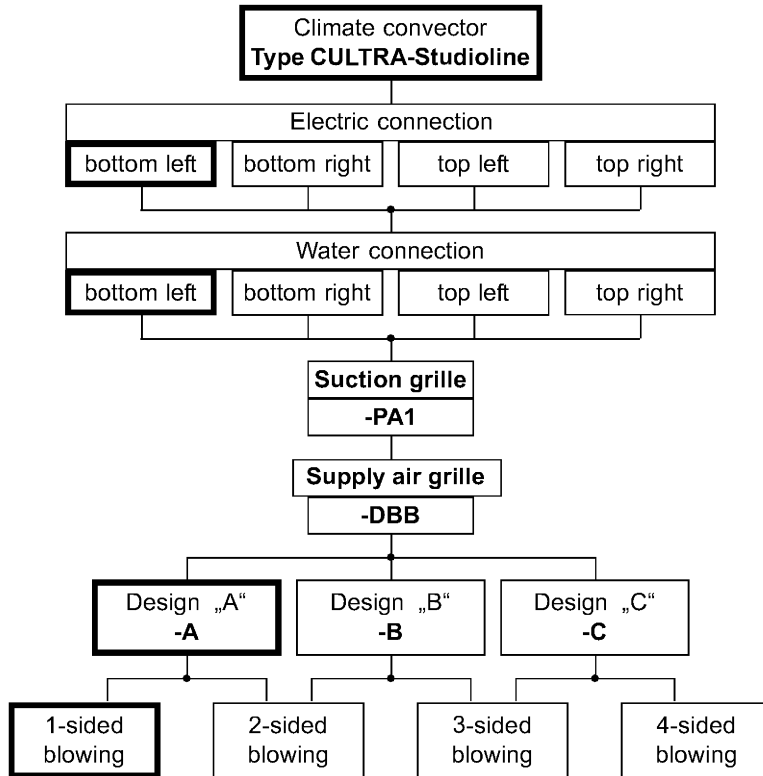 Climate convector
Type CULTRA-Studioline
Electric connection
bottom left
bottom right
top left
top right
Water connection
bottom left
bottom right
top left
top right
Suction grille
-PA1
Supply air grille
-DBB
Design „A“
-A
Design „B“
-B
Design „C“
-C
1-sided
blowing
2-sided
blowing
3-sided
blowing
4-sided
blowing